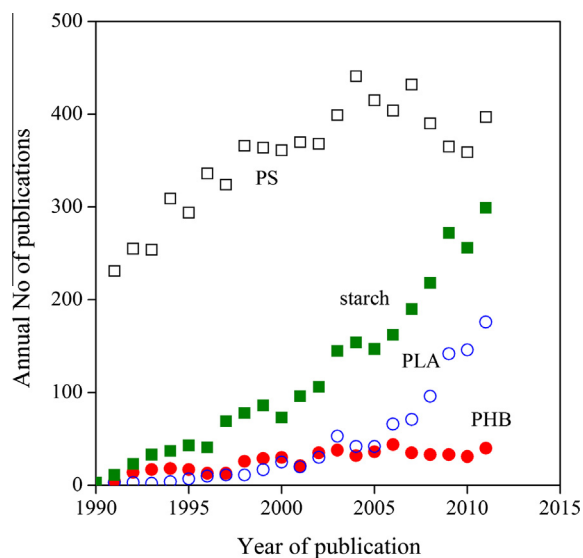 500
400
300
200
100
0
Annual No of publications
PS
starch
PLA
PHB
1990
1995
2000
2005
2010
2015
Year of publication